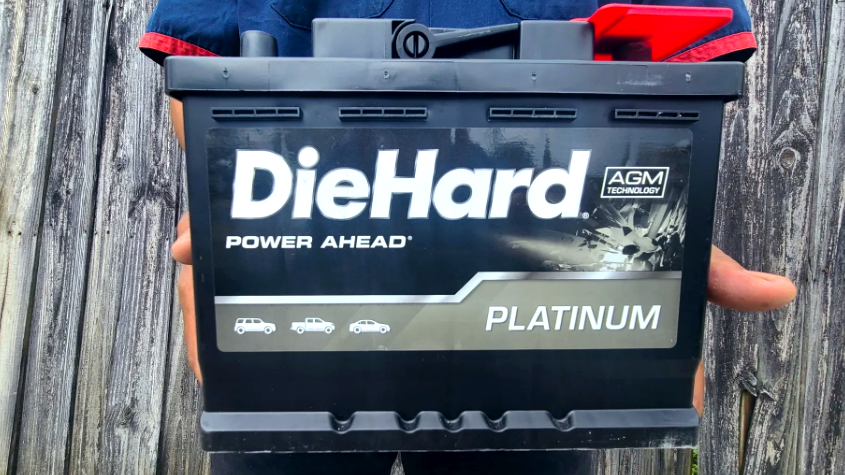 DieHard®
AGM
TECHNOLOGY
POWER AHEAD®
PLATINUM